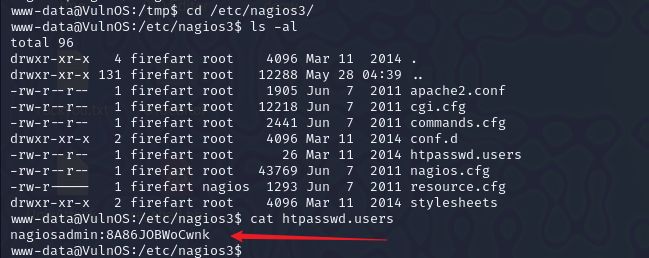 www-data@VulnOS:/tmp$ cd /etc/nagios3/
www-data@VulnOS:/etc/nagios3$ ls -al
total 96
drwxr-xr-x   4 firefart root    4096 Mar 11  2014 .
drwxr-xr-x 131 firefart root   12288 May 28 04:39 ..
-rw-r--r--   1 firefart root    1905 Jun  7  2011 apache2.conf
-rw-r--r--   1 firefart root   12218 Jun  7  2011 cgi.cfg
-rw-r--r--   1 firefart root    2441 Jun  7  2011 commands.cfg
drwxr-xr-x   2 firefart root    4096 Mar 11  2014 conf.d
-rw-r--r--   1 firefart root      26 Mar 11  2014 htpasswd.users
-rw-r--r--   1 firefart root   43769 Jun  7  2011 nagios.cfg
-rw-r-----   1 firefart nagios  1293 Jun  7  2011 resource.cfg
drwxr-xr-x   2 firefart root    4096 Mar 11  2014 stylesheets
www-data@VulnOS:/etc/nagios3$ cat htpasswd.users
nagiosadmin:8A86JOBWoCwnk
www-data@VulnOS:/etc/nagios3$